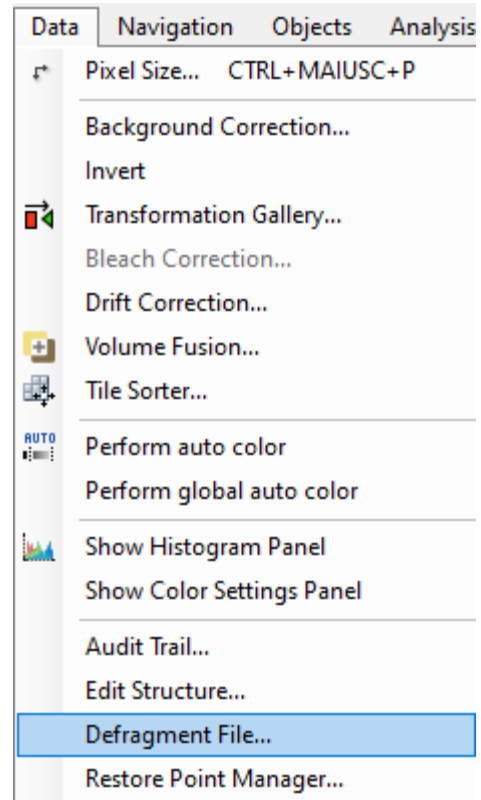 Data Navigation Objects Analysis
Pixel Size... CTRL+MAIUSC+P
Background Correction...
Invert
Transformation Gallery...
Bleach Correction...
Drift Correction...
Volume Fusion...
Tile Sorter...
AUTO
Perform auto color
Perform global auto color
Show Histogram Panel
Show Color Settings Panel
Audit Trail...
Edit Structure...
Defragment File...
Restore Point Manager...